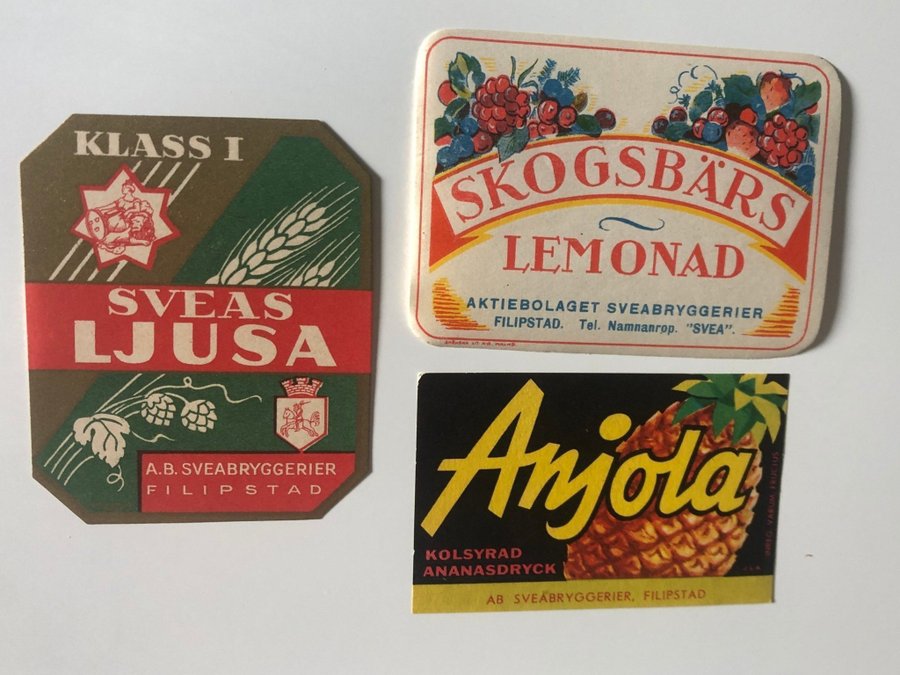 KLASS I
SVEAS
LJUSA
A.B. SVEABRYGGERIER
FILIPSTAD
SKOGSBÄRS
LEMONAD
AKTIEBOLAGET SVEABRYGGERIER
FILIPSTAD. Tel. Namnanrop. "SVEA".
Anjola
KOLSYRAD
ANANASDRYCK
AB SVEABRYGGERIER, FILIPSTAD